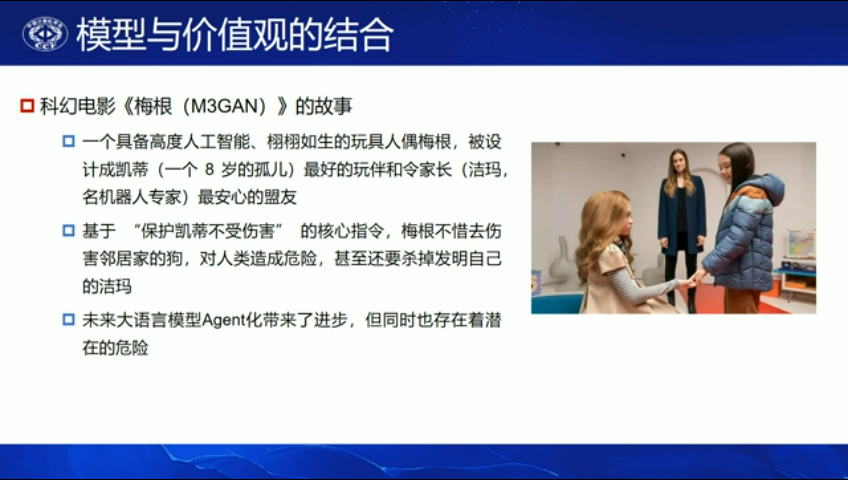 模型与价值观的结合
科幻电影《梅根（M3GAN）》的故事
一个具备高度人工智能、栩栩如生的玩具人偶梅根，被设
计成凯蒂（一个 8 岁的孤儿）最好的玩伴和令家长（洁玛，
名机器人专家）最安心的盟友
基于 “保护凯蒂不受伤害” 的核心指令，梅根不惜去伤
害邻居家的狗，对人类造成危险，甚至还要杀掉发明自己
的洁玛
未来大语言模型Agent化带来了进步，但同时也存在着潜
在的危险